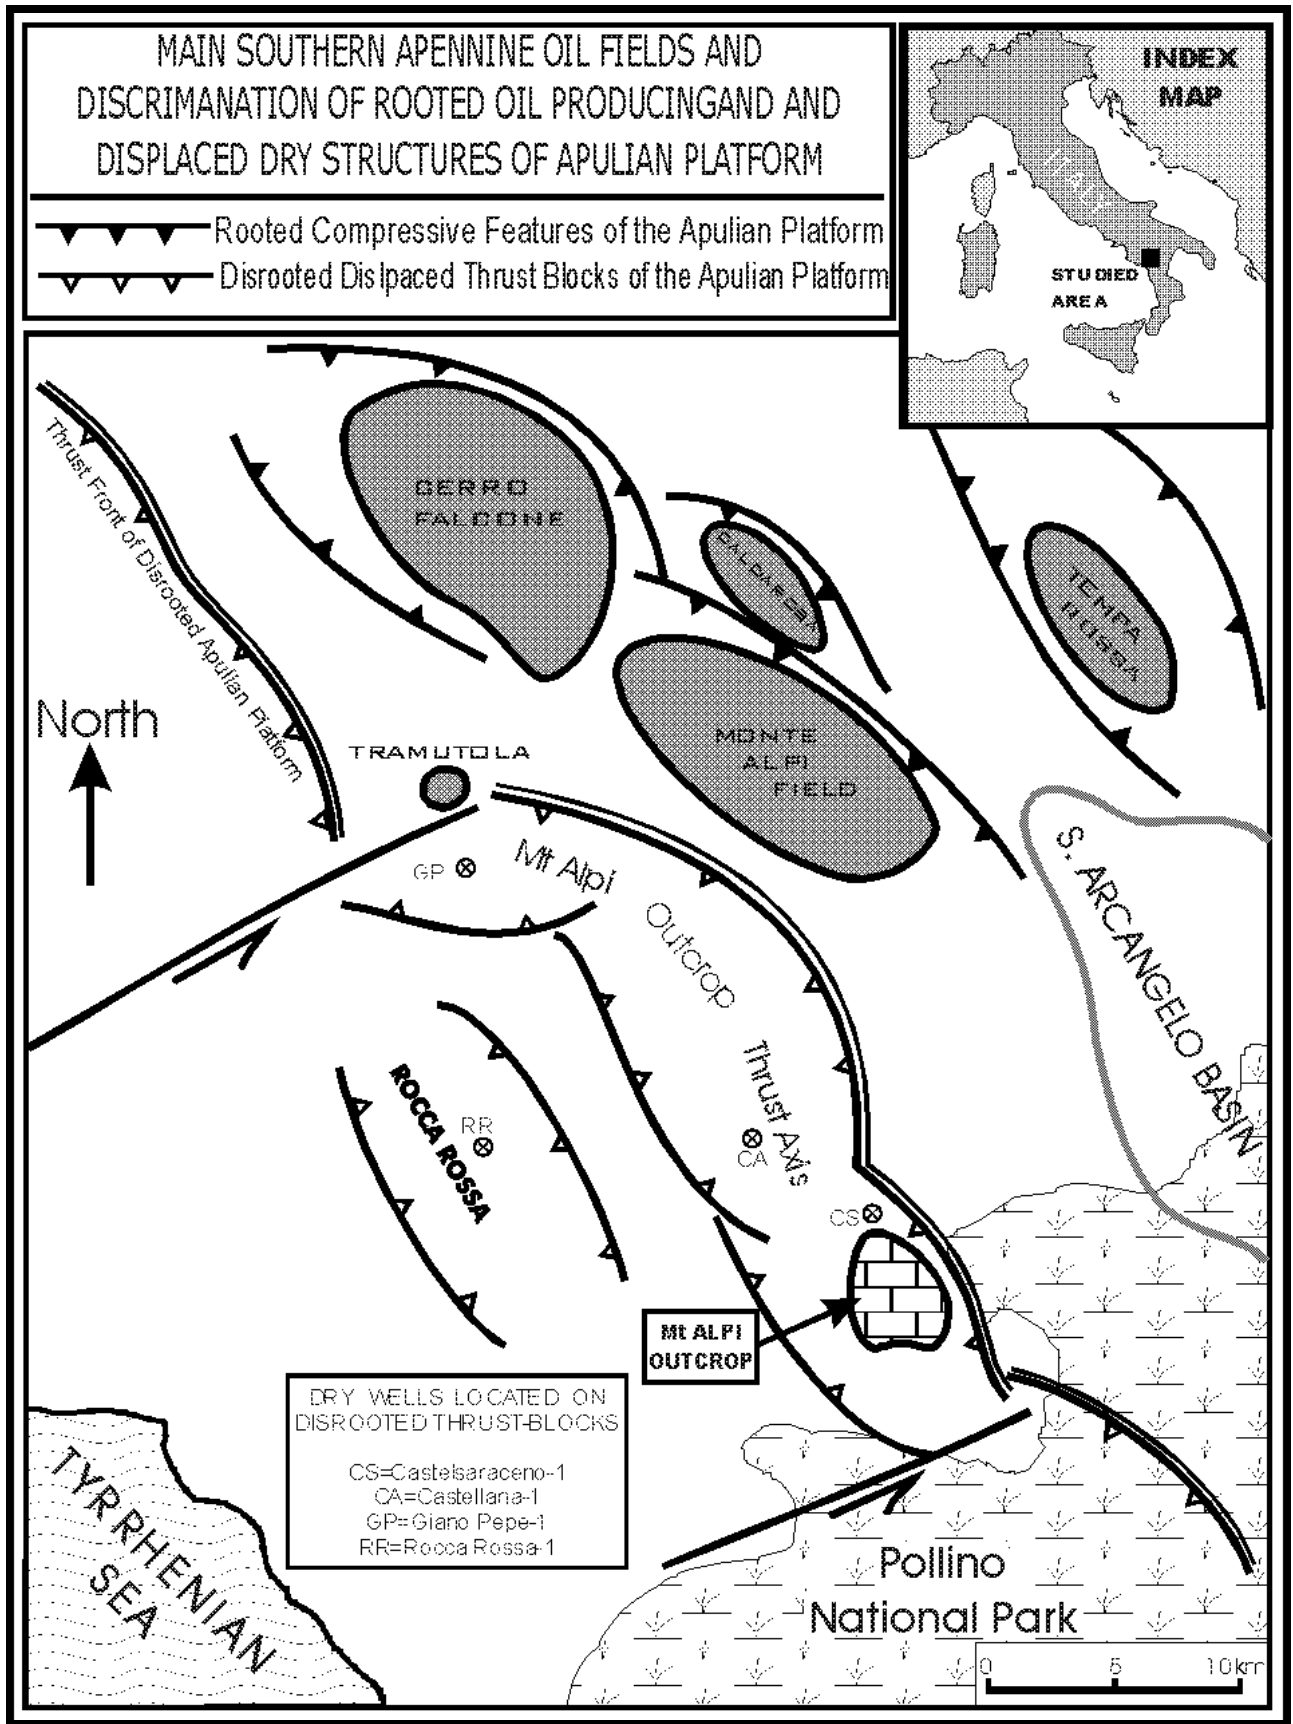 MAIN SOUTHERN APENNINE OIL FIELDS AND
DISCRIMANATION OF ROOTED OIL PRODUCINGAND AND
DISPLACED DRY STRUCTURES OF APULIAN PLATFORM
Rooted Compressive Features of the Apulian Platform
Disrooted Dislpaced Thrust Blocks of the Apulian Platform
INDEX
MAP
STUDIED
AREA
Thrust Front of Disrooted Apulian Platform
CERRO
FALCONE
CALDAROSA
TEMPA
ROSSA
North
TRAMUTOLA
MONTE
ALPI
FIELD
GP
Mt Alpi
Outcrop
Thrust Axis
S. ARCANGELO BASIN
ROCCA ROSSA
RR
CA
CS
Mt ALPI
OUTCROP
DRY WELLS LOCATED ON
DISROOTED THRUST-BLOCKS
CS=Castelsaraceno-1
CA=Castellana-1
GP=Giano Pepe-1
RR=Rocca Rossa-1
TYRRHENIAN
SEA
Pollino
National Park
0 5 10km